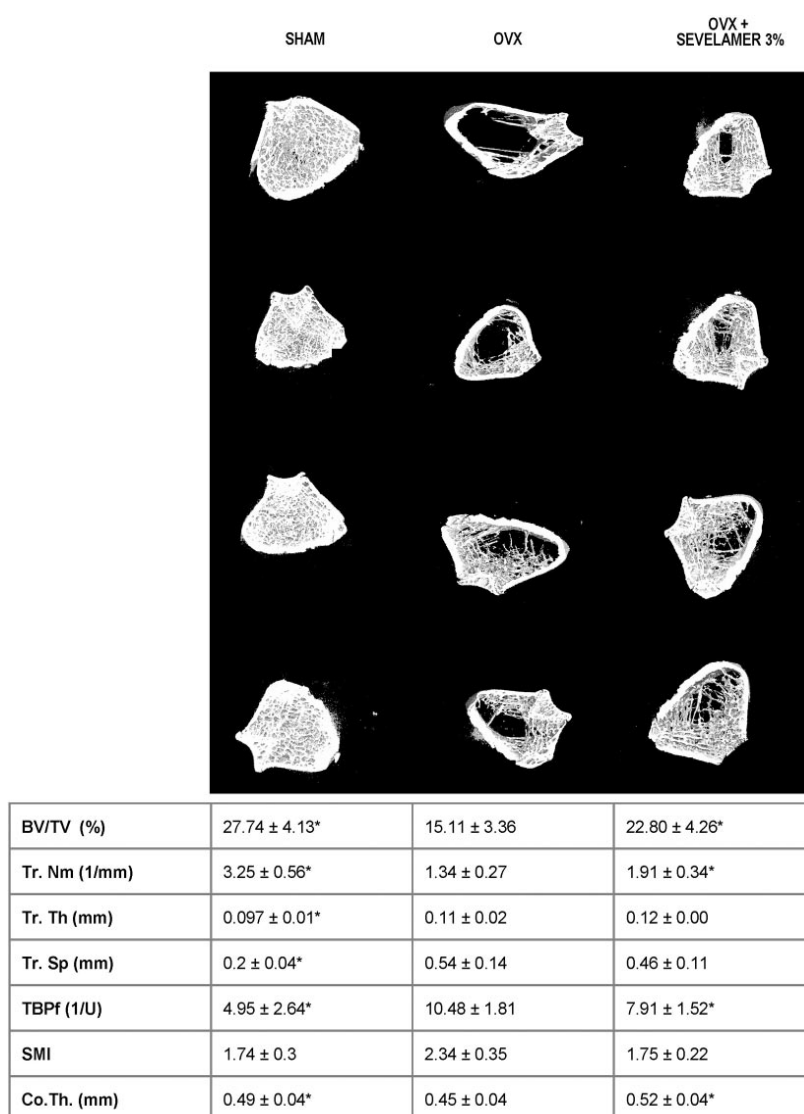 SHAM OVX OVX +
SEVELAMER 3%
BV/TV (%) 27.74 ± 4.13* 15.11 ± 3.36 22.80 ± 4.26*
Tr. Nm (1/mm) 3.25 ± 0.56* 1.34 ± 0.27 1.91 ± 0.34*
Tr. Th (mm) 0.097 ± 0.01* 0.11 ± 0.02 0.12 ± 0.00
Tr. Sp (mm) 0.2 ± 0.04* 0.54 ± 0.14 0.46 ± 0.11
TBPf (1/U) 4.95 ± 2.64* 10.48 ± 1.81 7.91 ± 1.52*
SMI 1.74 ± 0.3 2.34 ± 0.35 1.75 ± 0.22
Co.Th. (mm) 0.49 ± 0.04* 0.45 ± 0.04 0.52 ± 0.04*